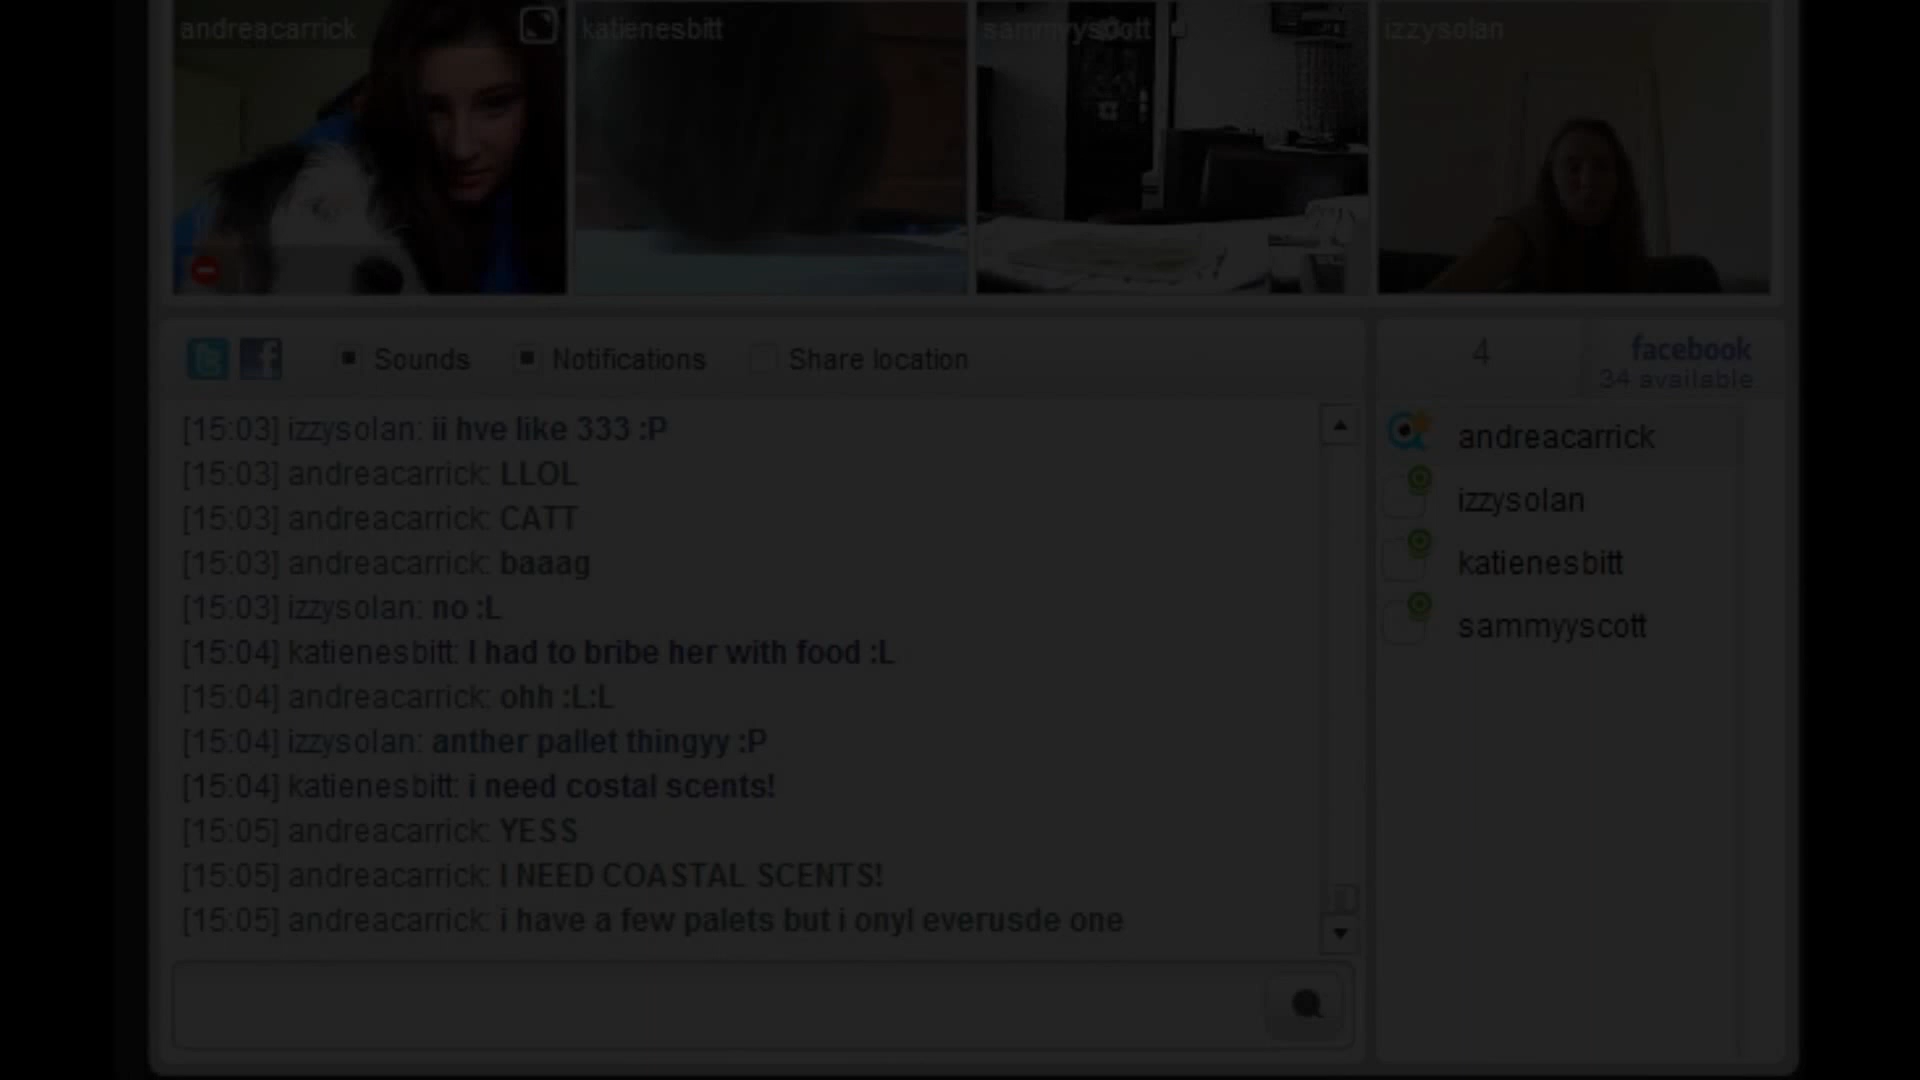 andreacarrick
katienesbitt
sammyyscott
izzysolan
Sounds
Notifications
Share location
4
facebook
34 available
[15:03] izzysolan: ii hve like 333 :P
[15:03] andreacarrick: LLOL
[15:03] andreacarrick: CATT
[15:03] andreacarrick: baaag
[15:03] izzysolan: no :L
[15:04] katienesbitt: I had to bribe her with food :L
[15:04] andreacarrick: ohh :L:L
[15:04] izzysolan: anther pallet thingyy :P
[15:04] katienesbitt: i need costal scents!
[15:05] andreacarrick: YESS
[15:05] andreacarrick: I NEED COASTAL SCENTS!
[15:05] andreacarrick: i have a few palets but i onyl everusde one
andreacarrick
izzysolan
katienesbitt
sammyyscott